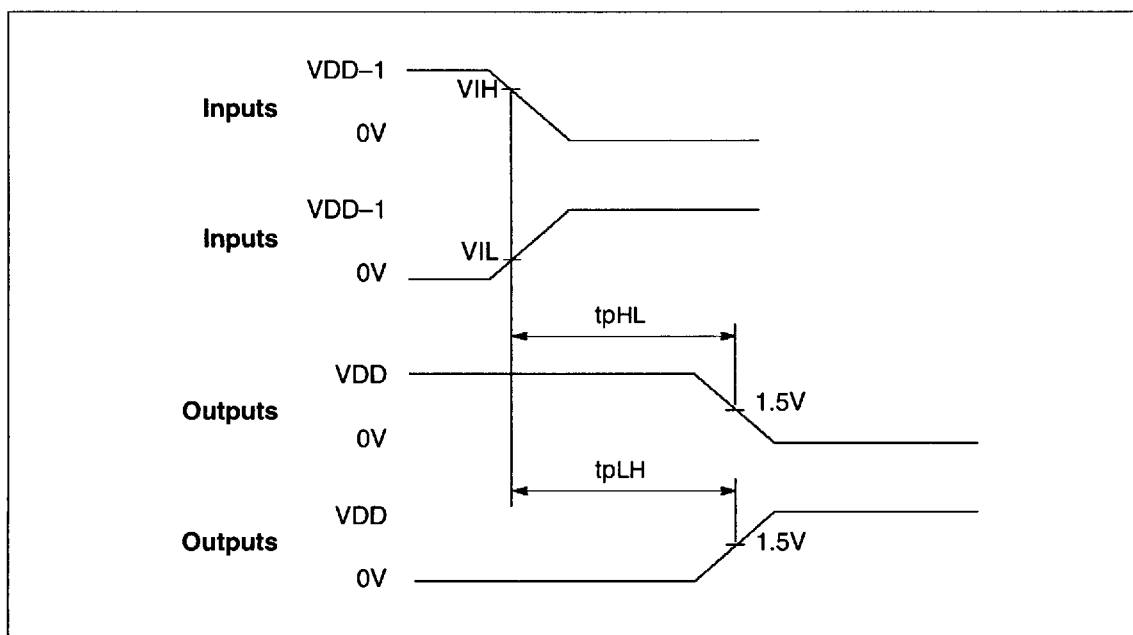 VDD–1
VIH
Inputs
0V
VDD–1
Inputs
VIL
0V
tpHL
VDD
1.5V
Outputs
0V
tpLH
VDD
1.5V
Outputs
0V